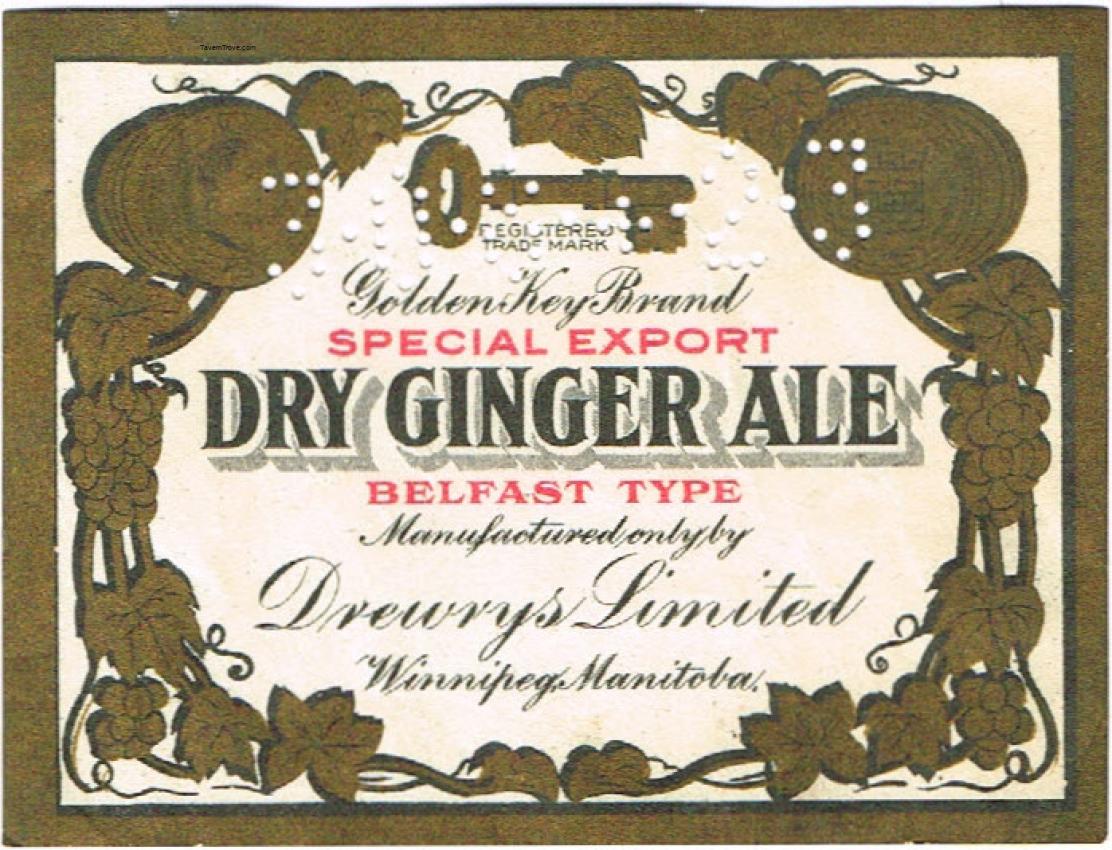 TavernTrove.com
REGISTERED
TRADE MARK
Golden Key Brand
SPECIAL EXPORT
DRY GINGER ALE
BELFAST TYPE
Manufactured only by
Drewrys Limited
Winnipeg, Manitoba.